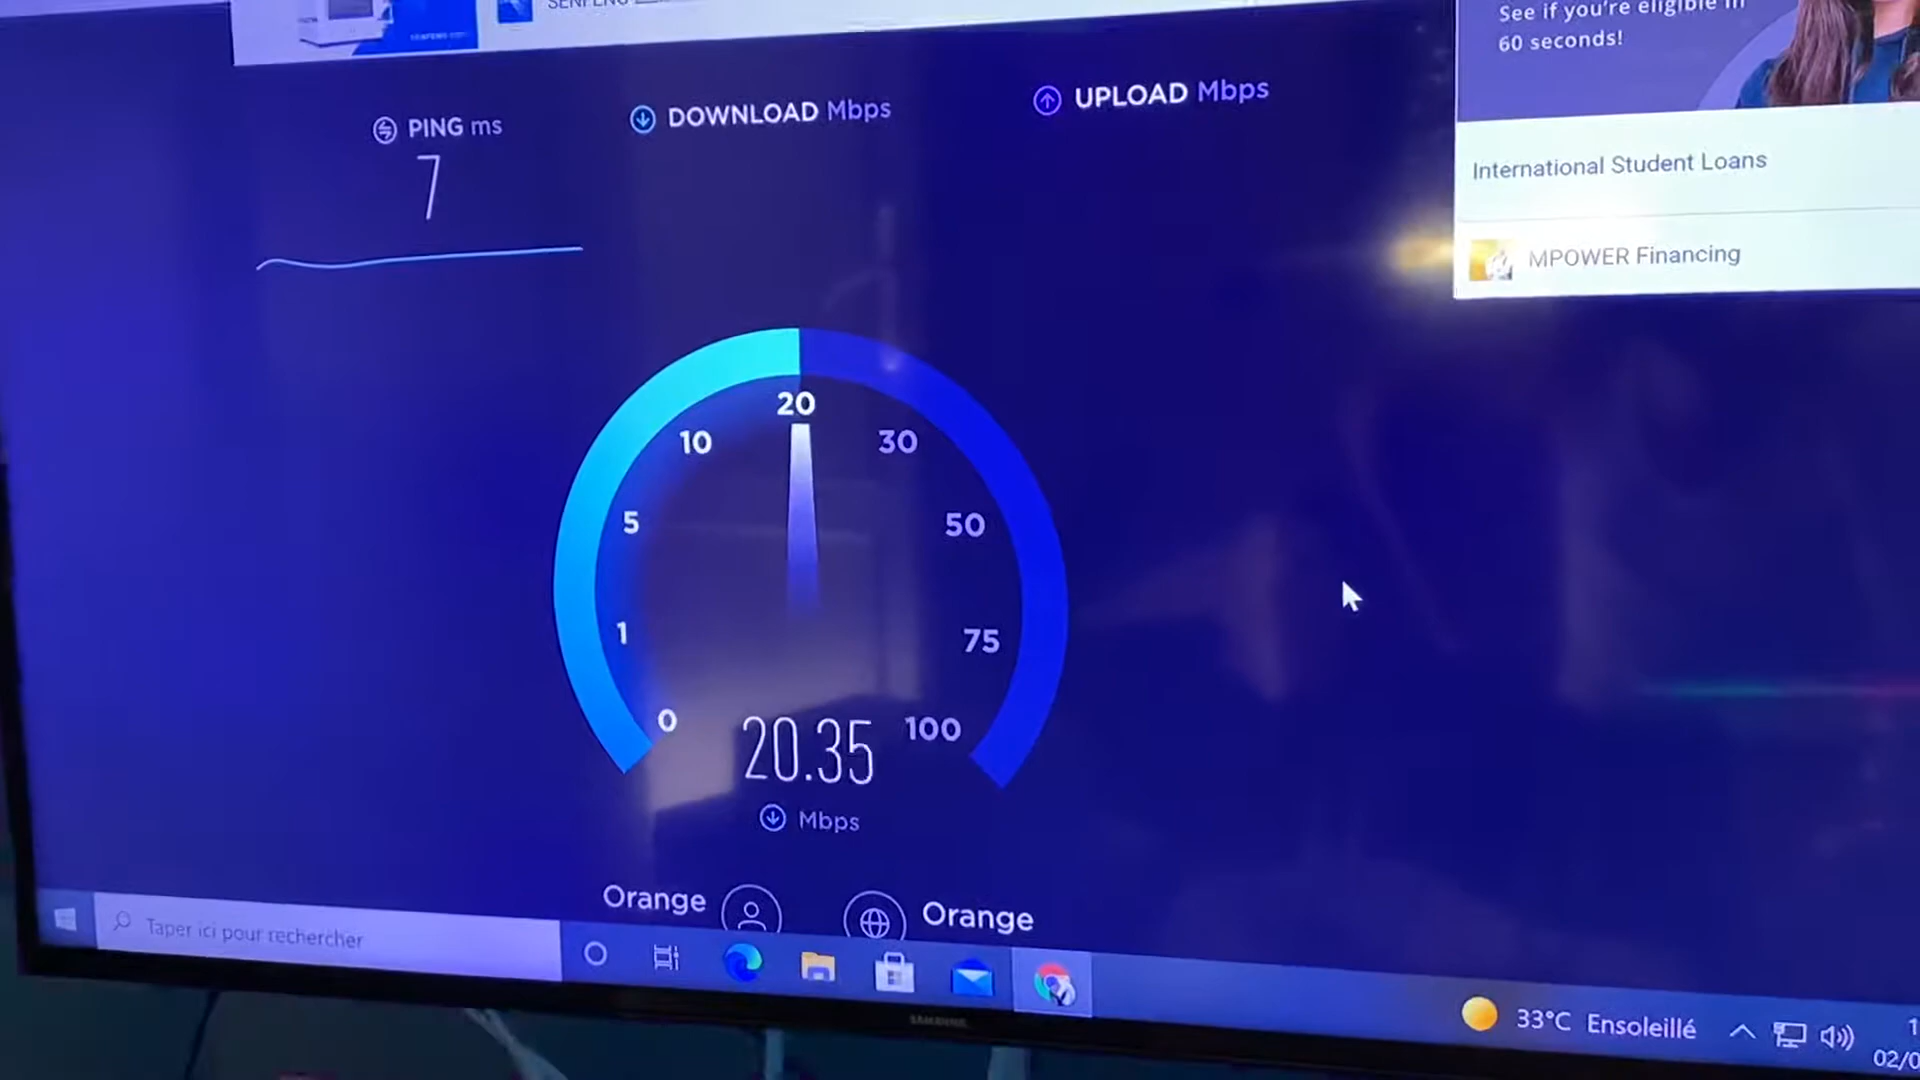 See if you're eligible in
60 seconds!
PING ms
7
DOWNLOAD Mbps
UPLOAD Mbps
International Student Loans
MPOWER Financing
0
1
5
10
20
30
50
75
100
20.35
Mbps
Orange
Orange
Taper ici pour rechercher
33°C Ensoleillé
SAMSUNG